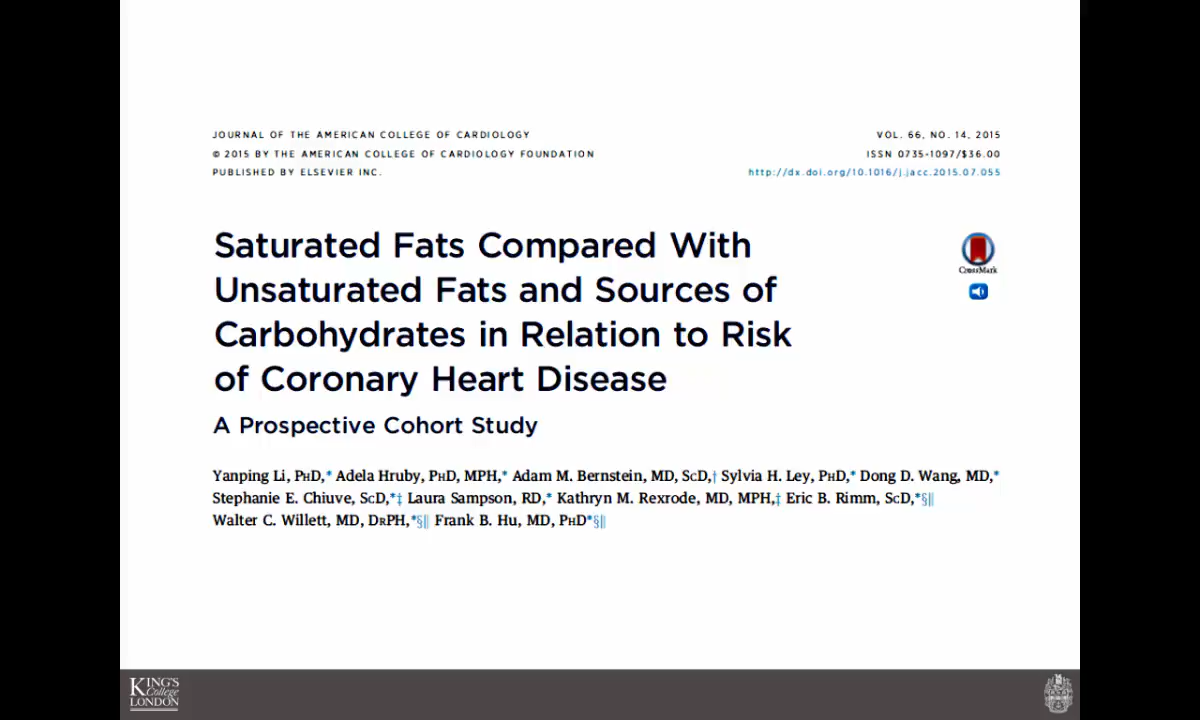 JOURNAL OF THE AMERICAN COLLEGE OF CARDIOLOGY
© 2015 BY THE AMERICAN COLLEGE OF CARDIOLOGY FOUNDATION
PUBLISHED BY ELSEVIER INC.
VOL. 66, NO. 14, 2015
ISSN 0735-1097/$36.00
http://dx.doi.org/10.1016/j.jacc.2015.07.055
Saturated Fats Compared With
Unsaturated Fats and Sources of
Carbohydrates in Relation to Risk
of Coronary Heart Disease
CrossMark
A Prospective Cohort Study
Yanping Li, PHD,* Adela Hruby, PHD, MPH,* Adam M. Bernstein, MD, SCD,† Sylvia H. Ley, PHD,* Dong D. Wang, MD,*
Stephanie E. Chiuve, SCD,*‡ Laura Sampson, RD,* Kathryn M. Rexrode, MD, MPH,‡ Eric B. Rimm, SCD,*§||
Walter C. Willett, MD, DRPH,*§|| Frank B. Hu, MD, PHD*§||
KING'S
College
LONDON